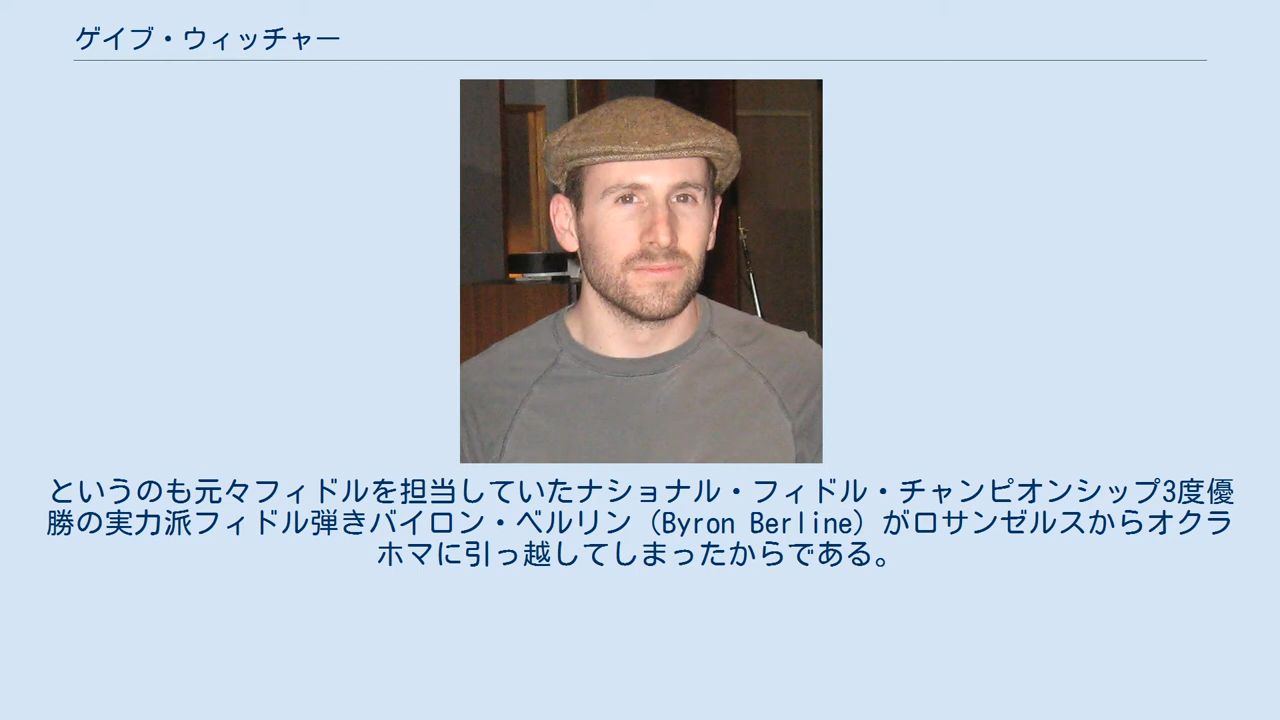 ゲイブ・ウィッチャー
というのも元々フィドルを担当していたナショナル・フィドル・チャンピオンシップ3度優
勝の実力派フィドル弾きバイロン・ベルリン（Byron Berline）がロサンゼルスからオクラ
ホマに引っ越してしまったからである。